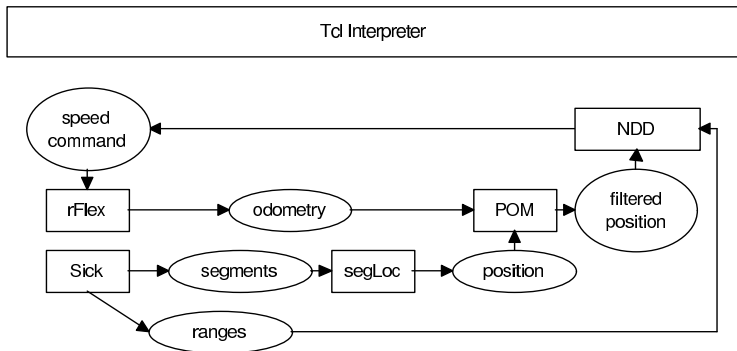 Tcl Interpreter
speed
command
NDD
rFlex
odometry
POM
filtered
position
Sick
segments
segLoc
position
ranges